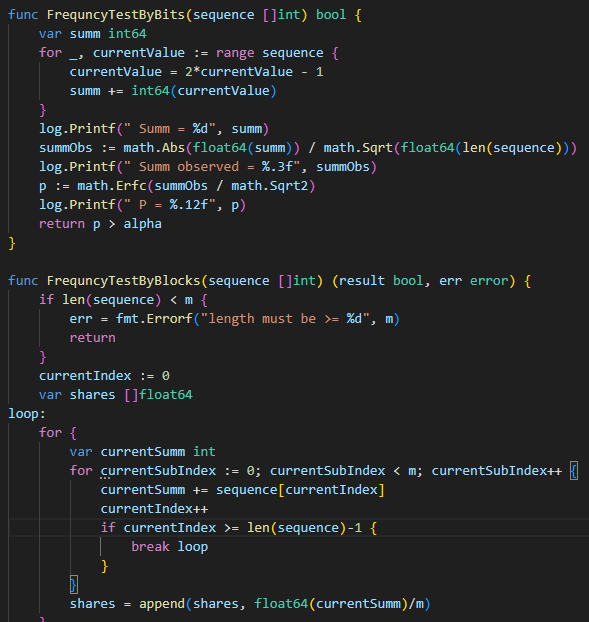 func FrequncyTestByBits(sequence []int) bool {
    var summ int64
    for _, currentValue := range sequence {
        currentValue = 2*currentValue - 1
        summ += int64(currentValue)
    }
    log.Printf(" Summ = %d", summ)
    summObs := math.Abs(float64(summ)) / math.Sqrt(float64(len(sequence)))
    log.Printf(" Summ observed = %.3f", summObs)
    p := math.Erfc(summObs / math.Sqrt2)
    log.Printf(" P = %.12f", p)
    return p > alpha
}

func FrequncyTestByBlocks(sequence []int) (result bool, err error) {
    if len(sequence) < m {
        err = fmt.Errorf("length must be >= %d", m)
        return
    }
    currentIndex := 0
    var shares []float64
loop:
    for {
        var currentSumm int
        for currentSubIndex := 0; currentSubIndex < m; currentSubIndex++ {
            currentSumm += sequence[currentIndex]
            currentIndex++
            if currentIndex >= len(sequence)-1 {
                break loop
            }
        }
        shares = append(shares, float64(currentSumm)/m)
    }